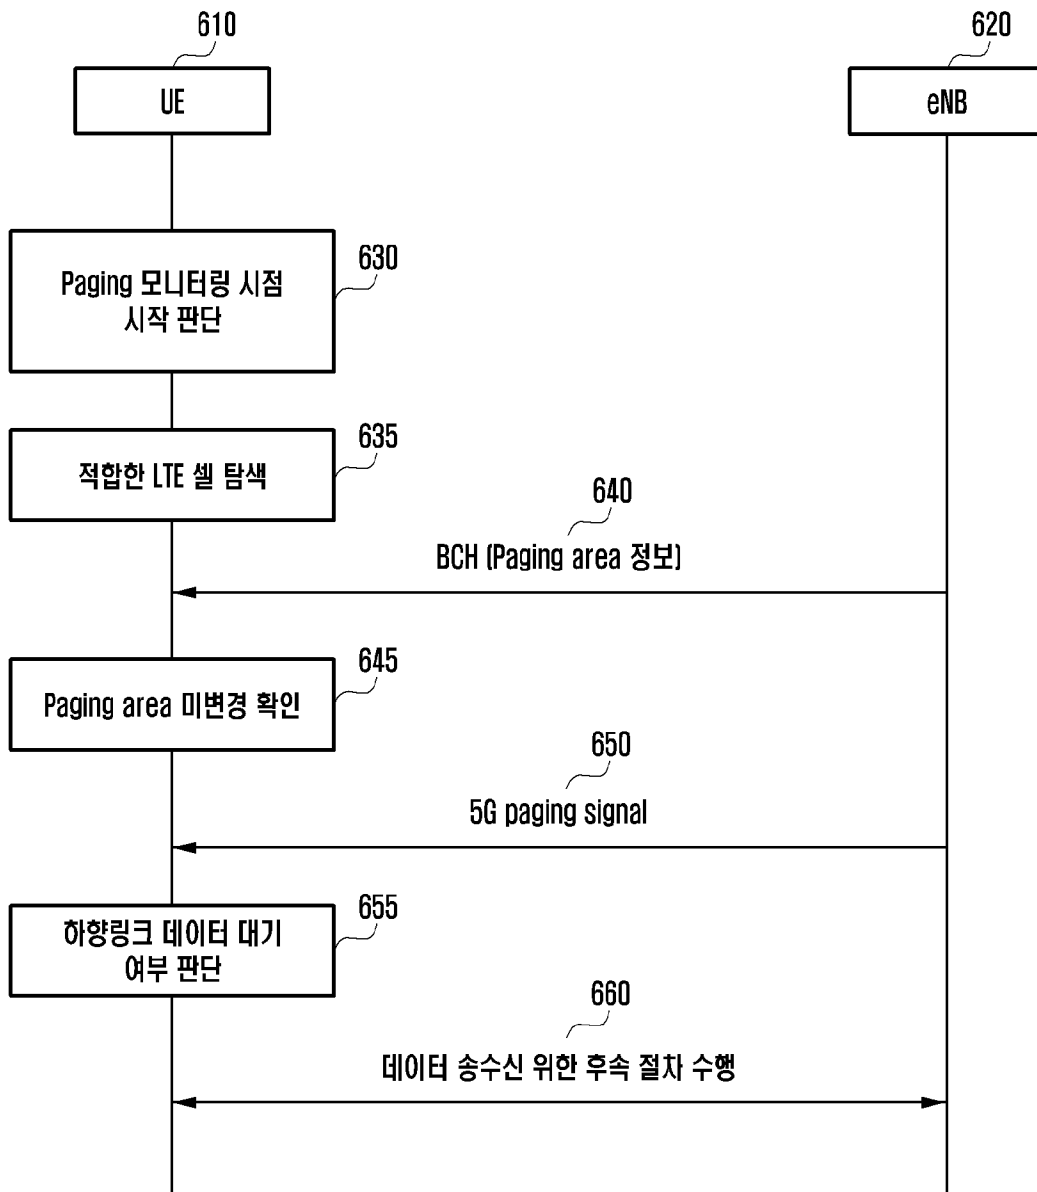 610
620
UE
eNB
630
Paging 모니터링 시점
시작 판단
635
적합한 LTE 셀 탐색
640
BCH (Paging area 정보)
645
Paging area 미변경 확인
650
5G paging signal
655
하향링크 데이터 대기
여부 판단
660
데이터 송수신 위한 후속 절차 수행